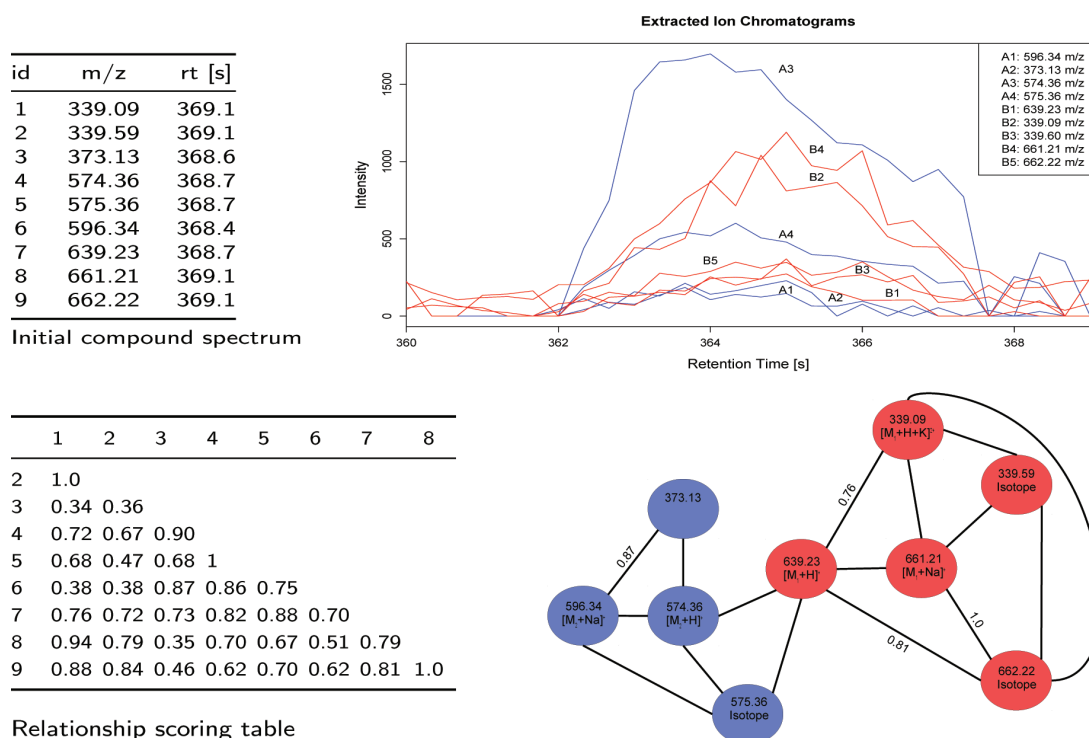 id m/z rt [s]
1 339.09 369.1
2 339.59 369.1
3 373.13 368.6
4 574.36 368.7
5 575.36 368.7
6 596.34 368.4
7 639.23 368.7
8 661.21 369.1
9 662.22 369.1
Initial compound spectrum
Extracted Ion Chromatograms
Intensity
0
500
1000
1500
360 362 364 366 368
Retention Time [s]
A3
B4
B2
A4
B5
B3
A1
A2
B1
A1: 596.34 m/z
A2: 373.13 m/z
A3: 574.36 m/z
A4: 575.36 m/z
B1: 639.23 m/z
B2: 339.09 m/z
B3: 339.60 m/z
B4: 661.21 m/z
B5: 662.22 m/z
1 2 3 4 5 6 7 8
2 1.0
3 0.34 0.36
4 0.72 0.67 0.90
5 0.68 0.47 0.68 1
6 0.38 0.38 0.87 0.86 0.75
7 0.76 0.72 0.73 0.82 0.88 0.70
8 0.94 0.79 0.35 0.70 0.67 0.51 0.79
9 0.88 0.84 0.46 0.62 0.70 0.62 0.81 1.0
Relationship scoring table
339.09
[M₁+H+K]²⁺
339.59
Isotope
373.13
0.76
0.87
639.23
[M₁+H]⁺
661.21
[M₁+Na]⁺
596.34
[M₂+Na]⁺
574.36
[M₂+H]⁺
1.0
0.81
662.22
Isotope
575.36
Isotope